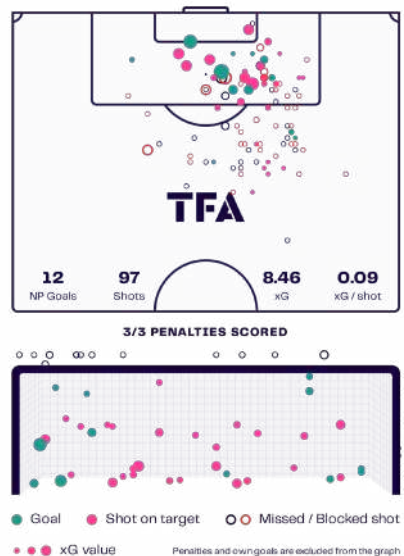 TFA
12 97 8.46 0.09
NP Goals Shots xG xG / shot
3/3 PENALTIES SCORED
Goal Shot on target Missed / Blocked shot
xG value Penalties and own goals are excluded from the graph